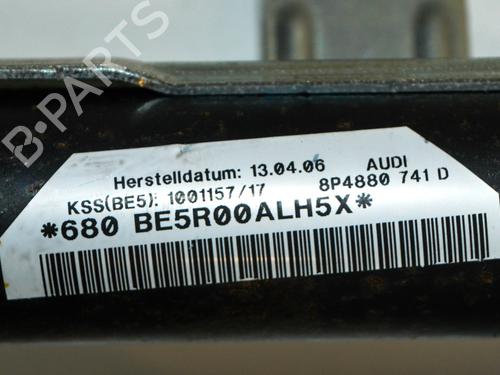 Herstelldatum: 13.04.06 AUDI
KSS(BE5): 1001157/17 8P4880 741 D
*680 BE5R00ALH5X*
B-PARTS